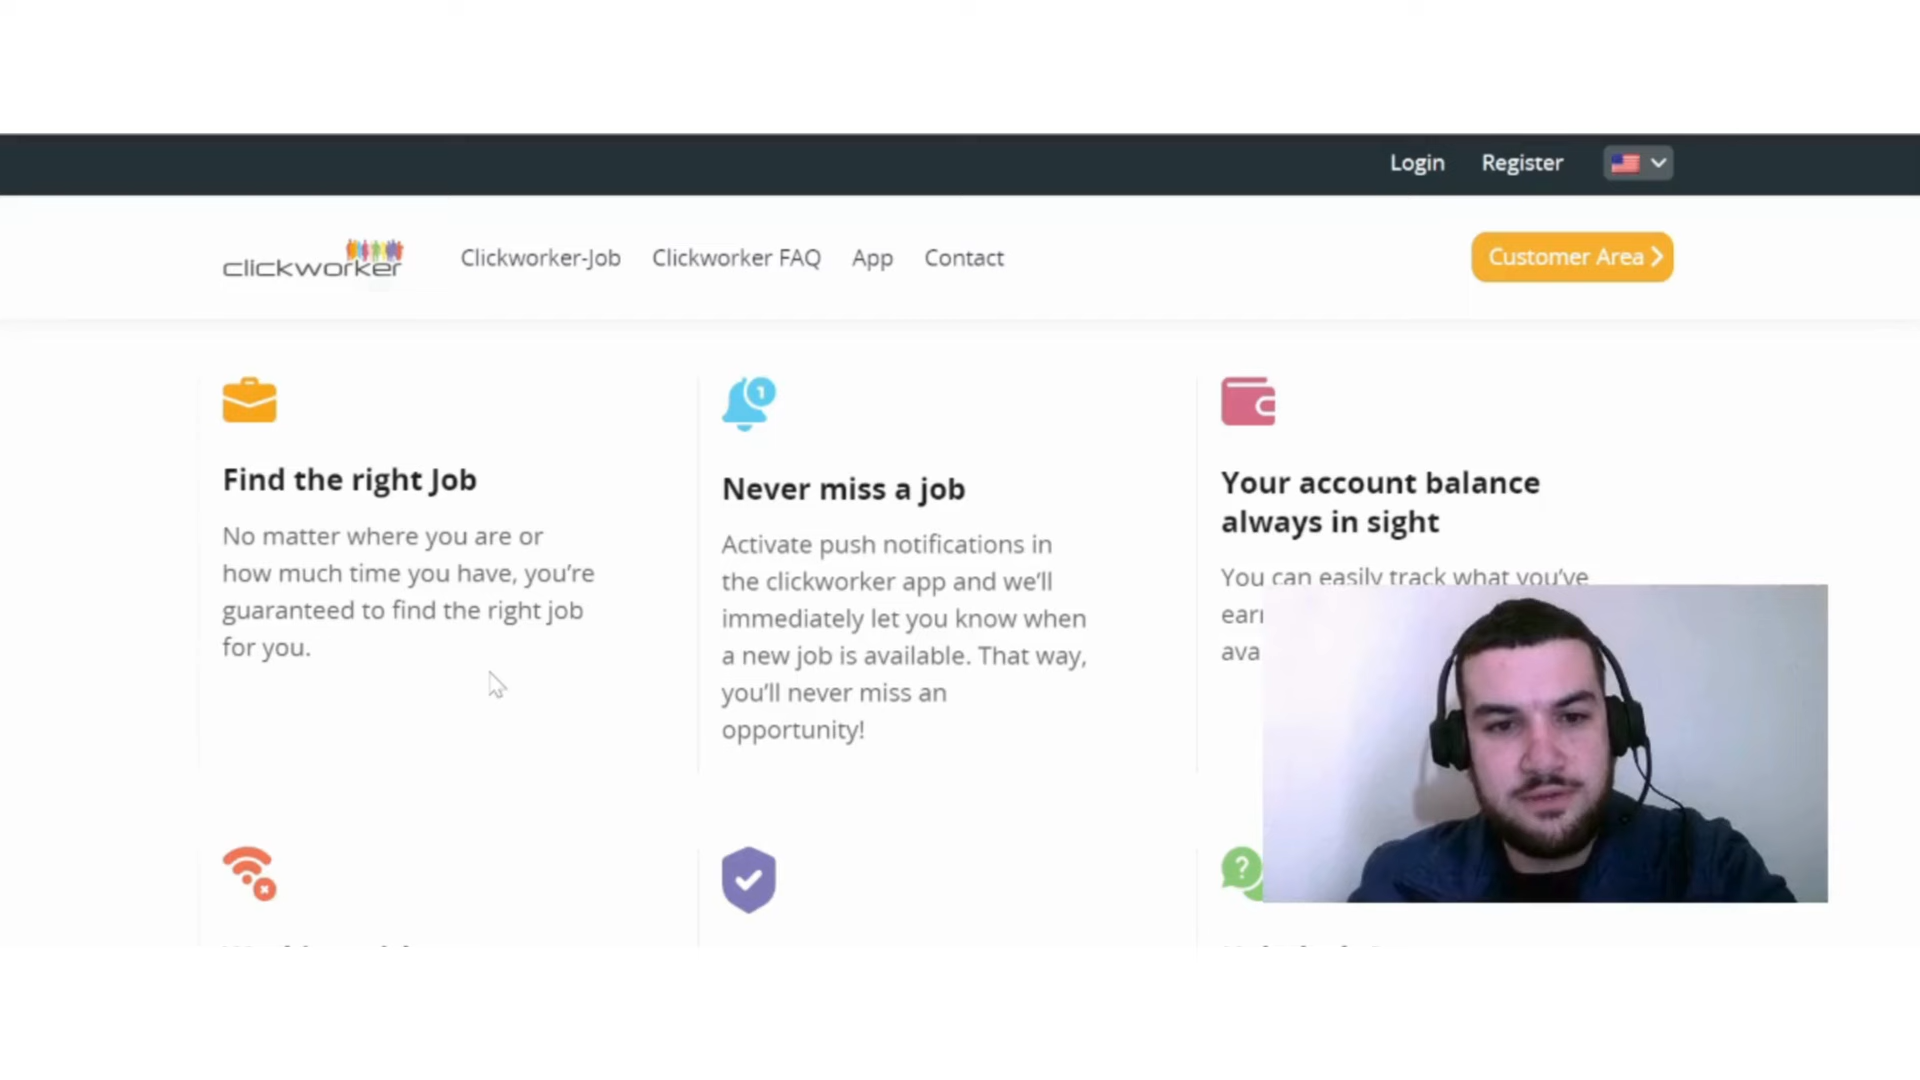 Login Register
clickworker Clickworker-Job Clickworker FAQ App Contact Customer Area
Find the right Job
No matter where you are or
how much time you have, you're
guaranteed to find the right job
for you.
1
Never miss a job
Activate push notifications in
the clickworker app and we'll
immediately let you know when
a new job is available. That way,
you'll never miss an
opportunity!
Your account balance
always in sight
You can easily track what you've
?